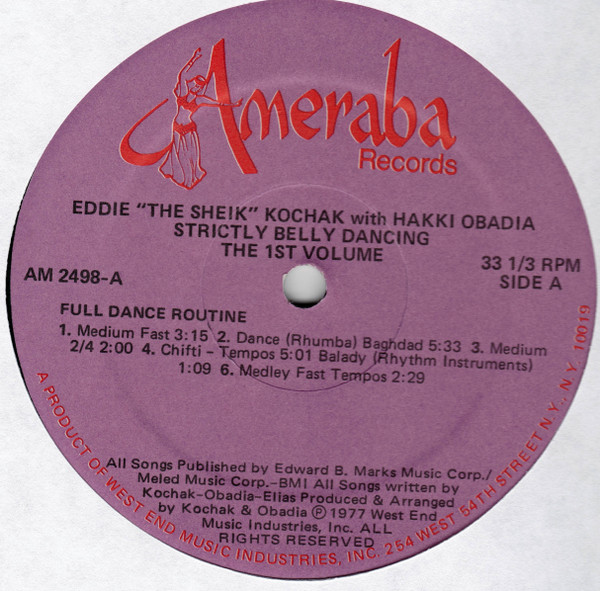 Ameraba
Records
EDDIE "THE SHEIK" KOCHAK with HAKKI OBADIA
STRICTLY BELLY DANCING
THE 1ST VOLUME
AM 2498-A
33 1/3 RPM
SIDE A
FULL DANCE ROUTINE
1. Medium Fast 3:15 2. Dance (Rhumba) Baghdad 5:33 3. Medium
2/4 2:00 4. Chifti - Tempos 5:01 Balady (Rhythm Instruments)
1:09 6. Medley Fast Tempos 2:29
All Songs Published by Edward B. Marks Music Corp./
Meled Music Corp.-BMI All Songs written by
Kochak-Obadia-Elias Produced & Arranged
by Kochak & Obadia ℗ 1977 West End
Music Industries, Inc. ALL
RIGHTS RESERVED
A PRODUCT OF WEST END MUSIC INDUSTRIES, INC. 254 WEST 54TH STREET N.Y., N.Y. 10019